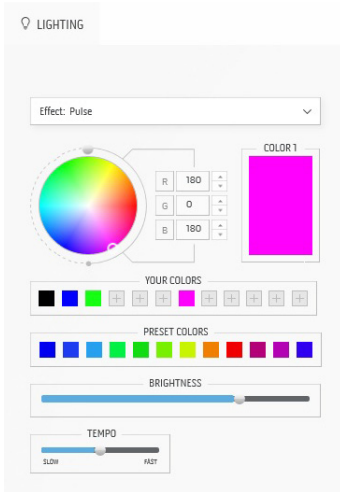 LIGHTING
Effect: Pulse
COLOR 1
R 180
G 0
B 180
YOUR COLORS
PRESET COLORS
BRIGHTNESS
TEMPO
SLOW FAST